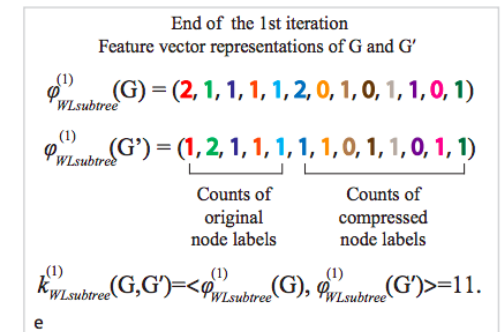 End of the 1st iteration
Feature vector representations of G and G′
φ(1)WLsubtree(G) = (2, 1, 1, 1, 1, 2, 0, 1, 0, 1, 1, 0, 1)
φ(1)WLsubtree(G’) = (1, 2, 1, 1, 1, 1, 1, 0, 1, 1, 0, 1, 1)
Counts of original node labels
Counts of compressed node labels
k(1)WLsubtree(G,G′)=<φ(1)WLsubtree(G), φ(1)WLsubtree(G′)>=11.
e